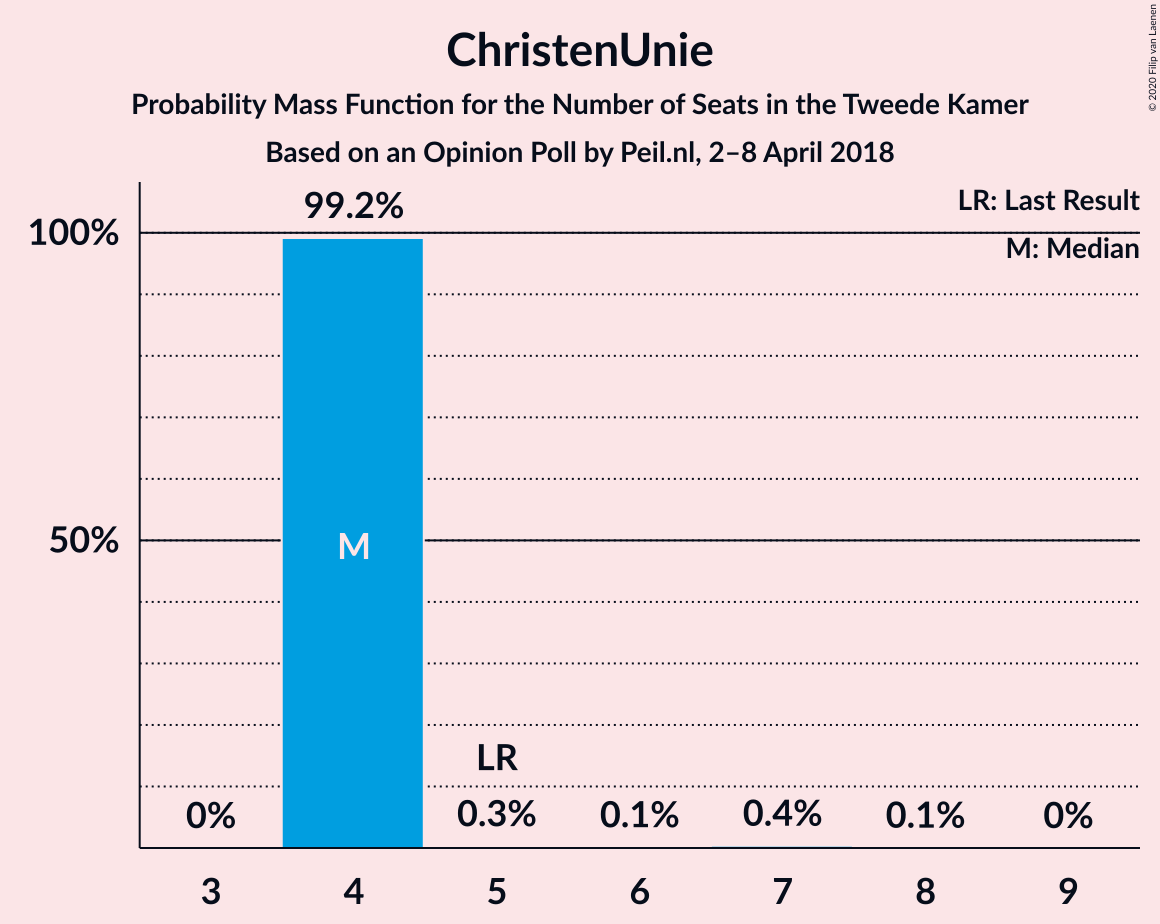 ChristenUnie
Probability Mass Function for the Number of Seats in the Tweede Kamer
Based on an Opinion Poll by Peil.nl, 2–8 April 2018
© 2020 Filip van Laenen
LR: Last Result
M: Median
99.2%
100%
50%
M
LR
0%
0.3%
0.1%
0.4%
0.1%
0%
3
4
5
6
7
8
9